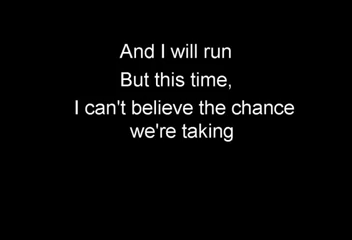 And I will run
But this time,
I can't believe the chance
we're taking